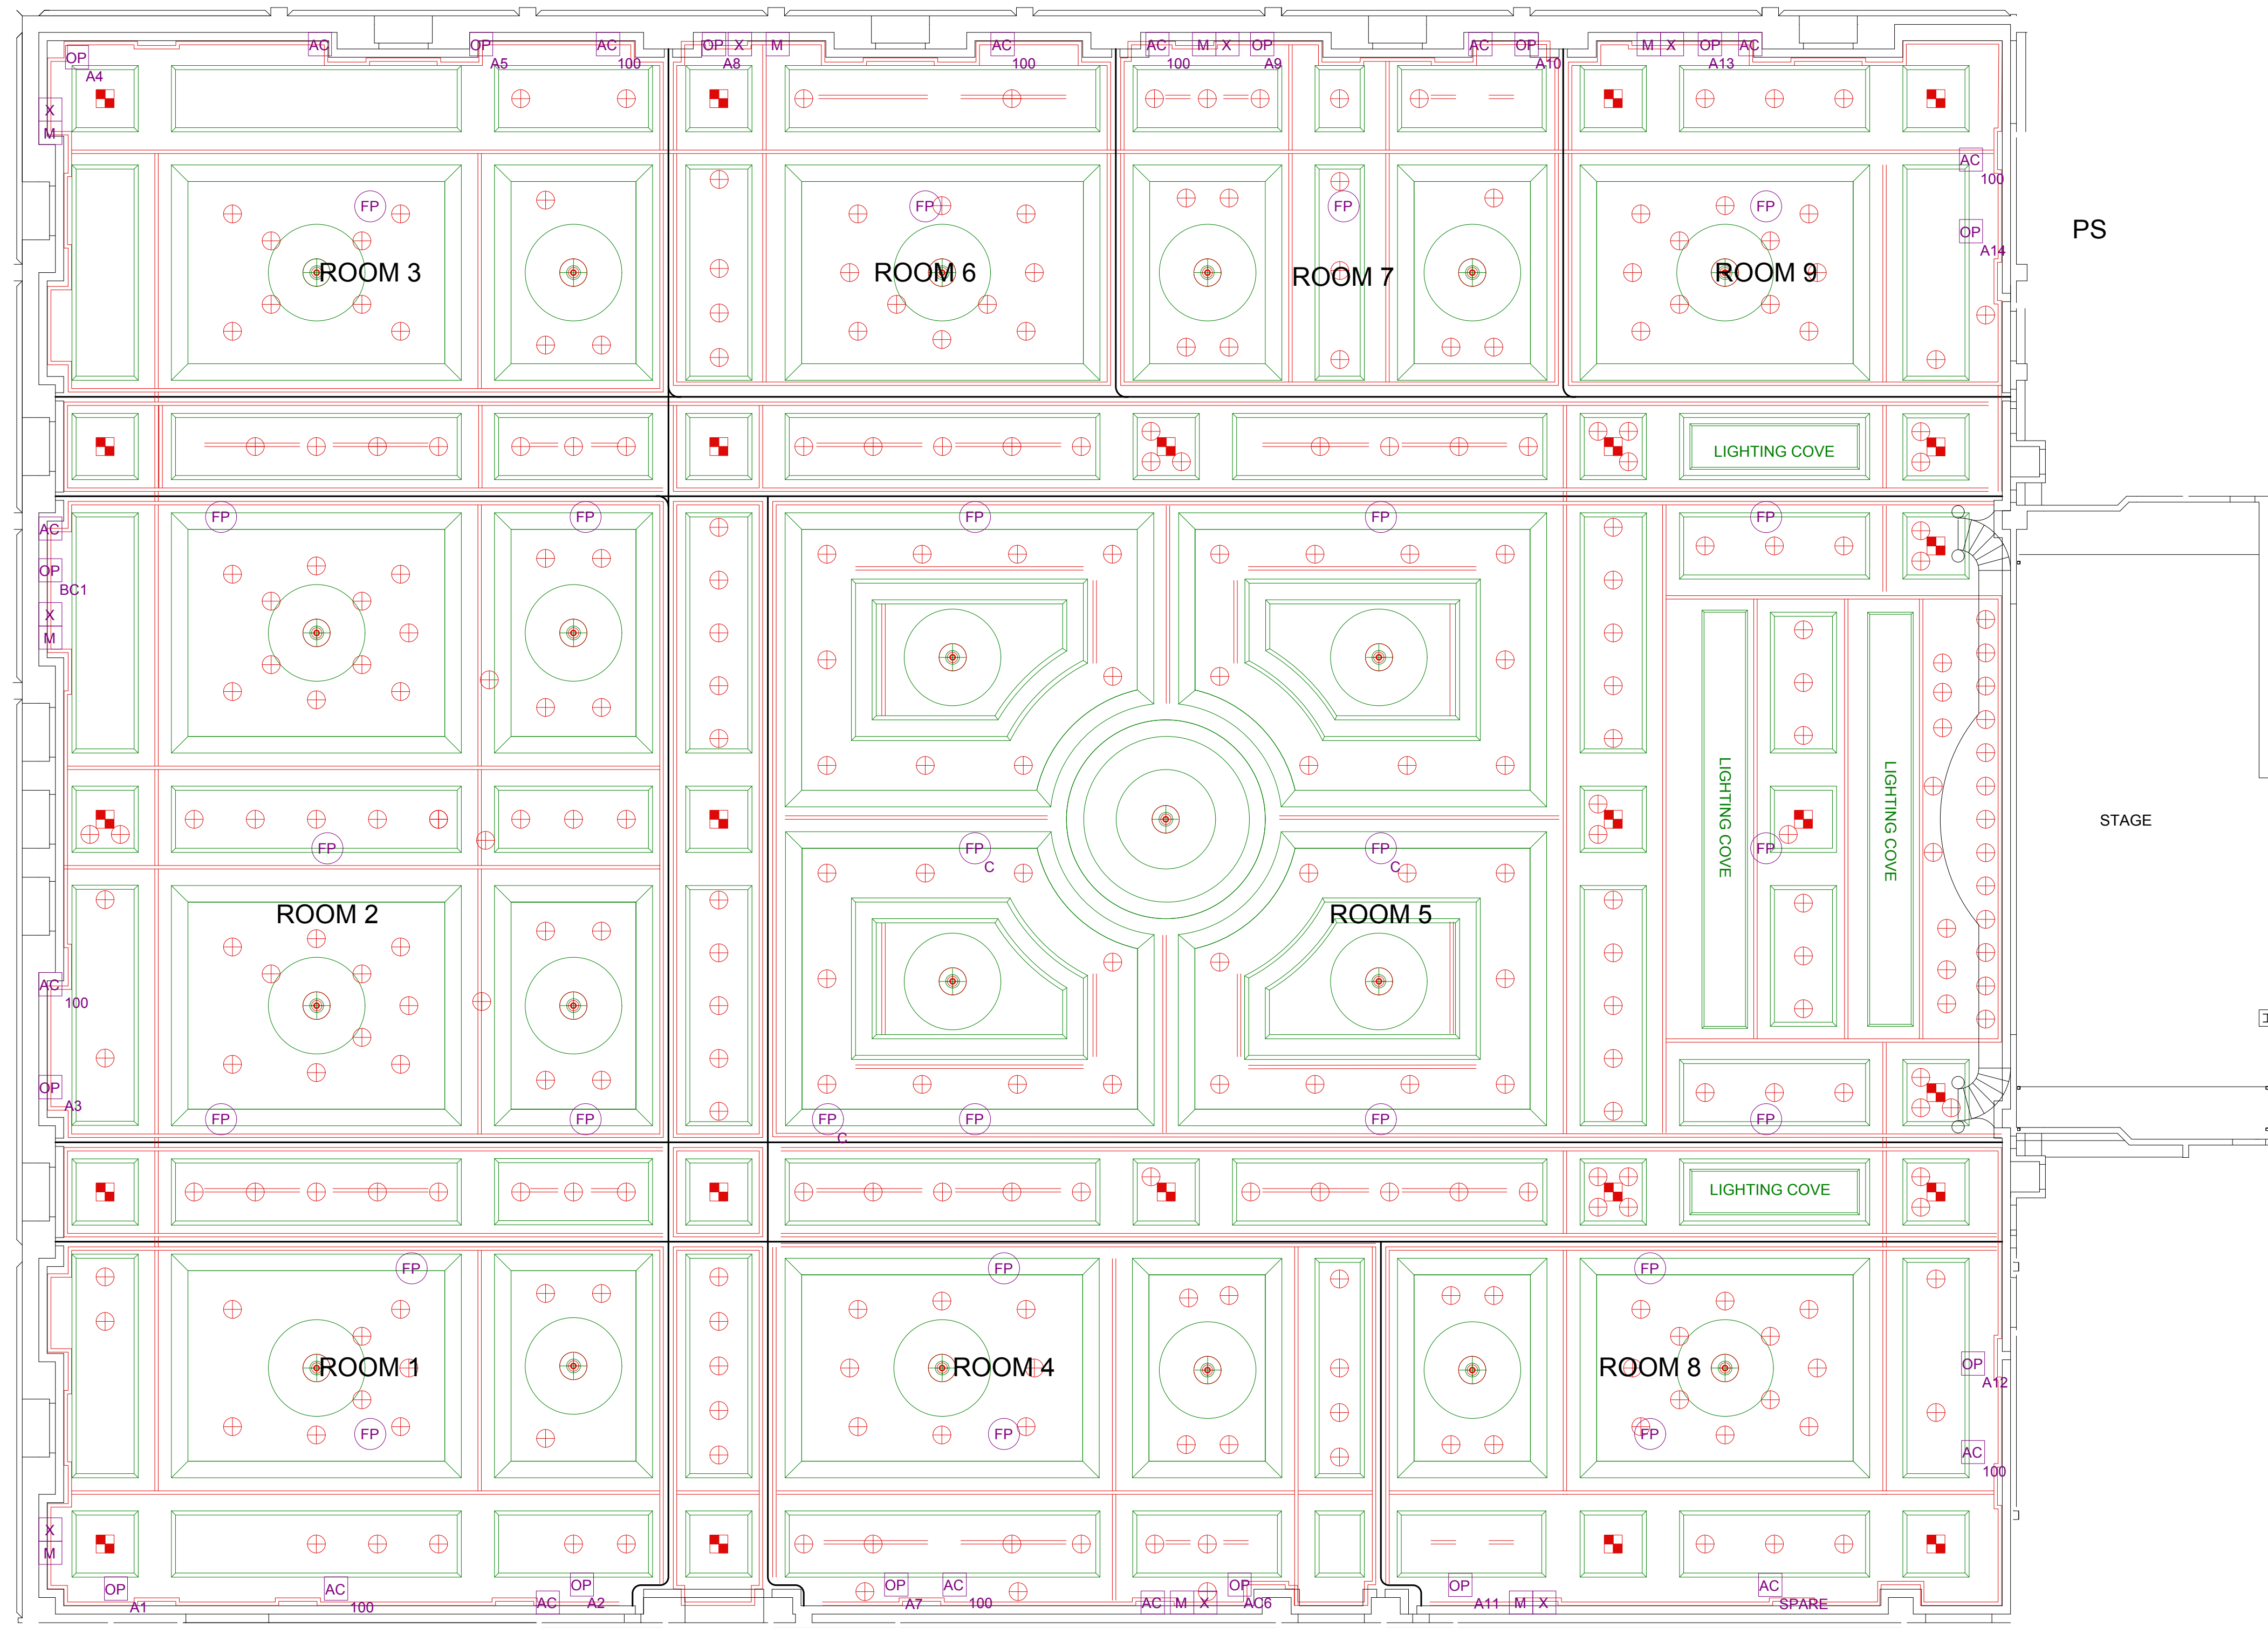 AC OP AC OP X M AC AC M X OP AC OP M X OP AC
OP
A4 A5 100 A8 100 100 A9 A10 A13
X
M
AC
100
FP FP FP FP
OP
A14
PS
ROOM 3 ROOM 6 ROOM 7 ROOM 9
LIGHTING COVE
FP FP FP FP FP
AC
OP
BC1
X
M
LIGHTING COVE
LIGHTING COVE
STAGE
FP FP FP FP
C C
ROOM 2 ROOM 5
AC
100
OP
A3
FP FP FP FP FP FP
C
LIGHTING COVE
FP FP FP
ROOM 1 ROOM 4 ROOM 8
OP
A12
FP FP FP
AC
100
X
M
OP AC OP OP AC OP OP AC
AC AC M X M X
A1 100 A2 A7 100 AC6 A11 SPARE